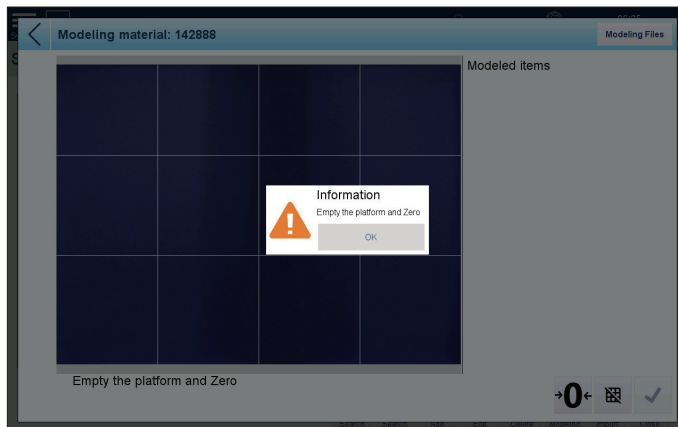 Modeling material: 142888
Modeling Files
Modeled items
Information
Empty the platform and Zero
OK
Empty the platform and Zero
→0←